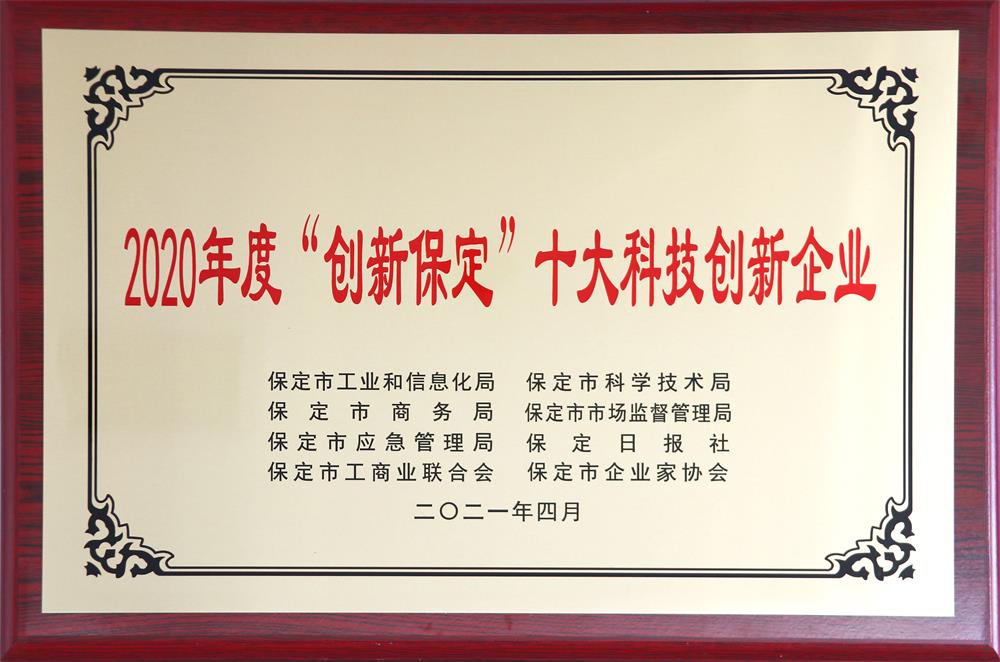 2020年度“创新保定”十大科技创新企业
保定市工业和信息化局 保定市科学技术局
保定市商务局 保定市市场监督管理局
保定市应急管理局 保定日报社
保定市工商业联合会 保定市企业家协会
二〇二一年四月